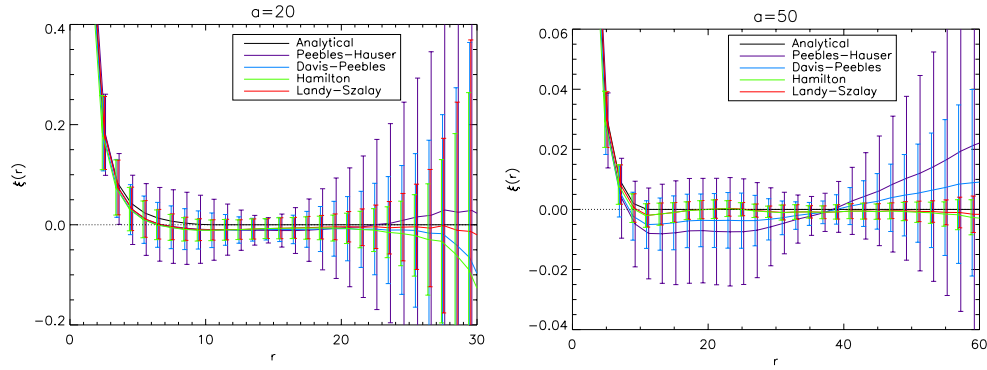 a=20
0.4
0.2
0.0
−0.2
ξ(r)
0
10
20
30
r
Analytical
Peebles−Hauser
Davis−Peebles
Hamilton
Landy−Szalay
a=50
0.06
0.04
0.02
0.00
−0.02
−0.04
ξ(r)
0
20
40
60
r
Analytical
Peebles−Hauser
Davis−Peebles
Hamilton
Landy−Szalay